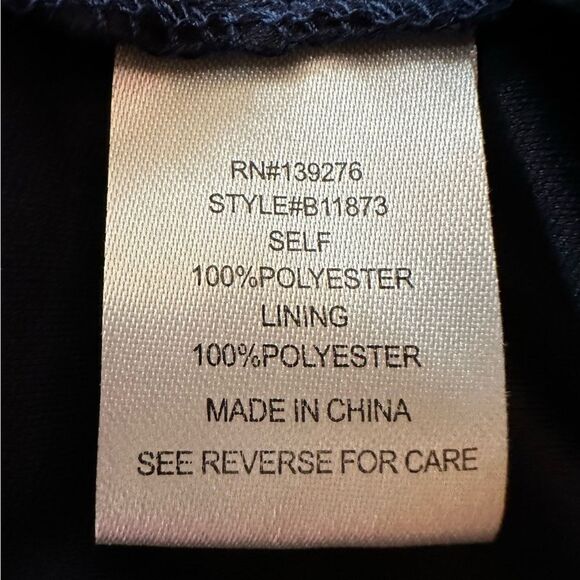 RN#139276
STYLE#B11873
SELF
100%POLYESTER
LINING
100%POLYESTER
MADE IN CHINA
SEE REVERSE FOR CARE